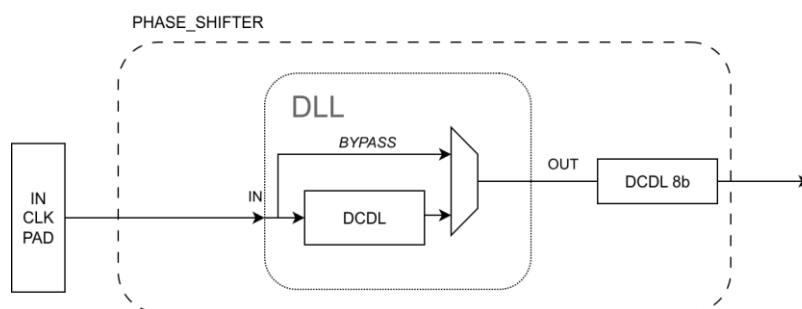 PHASE_SHIFTER
DLL
BYPASS
IN
CLK
PAD
IN
DCDL
OUT
DCDL 8b